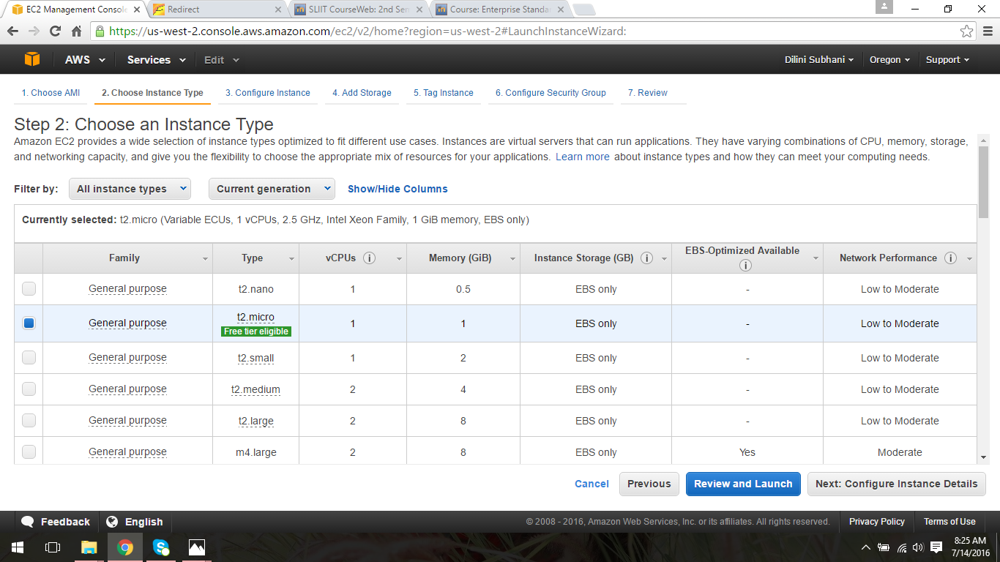 EC2 Management Console
Redirect
SLIIT CourseWeb: 2nd Sem
Course: Enterprise Standa
https://us-west-2.console.aws.amazon.com/ec2/v2/home?region=us-west-2#LaunchInstanceWizard:
AWS Services Edit Dilini Subhani Oregon Support
1. Choose AMI 2. Choose Instance Type 3. Configure Instance 4. Add Storage 5. Tag Instance 6. Configure Security Group 7. Review
Step 2: Choose an Instance Type
Amazon EC2 provides a wide selection of instance types optimized to fit different use cases. Instances are virtual servers that can run applications. They have varying combinations of CPU, memory, storage,
and networking capacity, and give you the flexibility to choose the appropriate mix of resources for your applications. Learn more about instance types and how they can meet your computing needs.
Filter by: All instance types Current generation Show/Hide Columns
Currently selected: t2.micro (Variable ECUs, 1 vCPUs, 2.5 GHz, Intel Xeon Family, 1 GiB memory, EBS only)
Family Type vCPUs i Memory (GiB) Instance Storage (GB) i EBS-Optimized Available i Network Performance i
General purpose t2.nano 1 0.5 EBS only - Low to Moderate
General purpose t2.micro 1 1 EBS only - Low to Moderate
Free tier eligible
General purpose t2.small 1 2 EBS only - Low to Moderate
General purpose t2.medium 2 4 EBS only - Low to Moderate
General purpose t2.large 2 8 EBS only - Low to Moderate
General purpose m4.large 2 8 EBS only Yes Moderate
Cancel Previous Review and Launch Next: Configure Instance Details
Feedback English © 2008 - 2016, Amazon Web Services, Inc. or its affiliates. All rights reserved. Privacy Policy Terms of Use
8:25 AM
7/14/2016